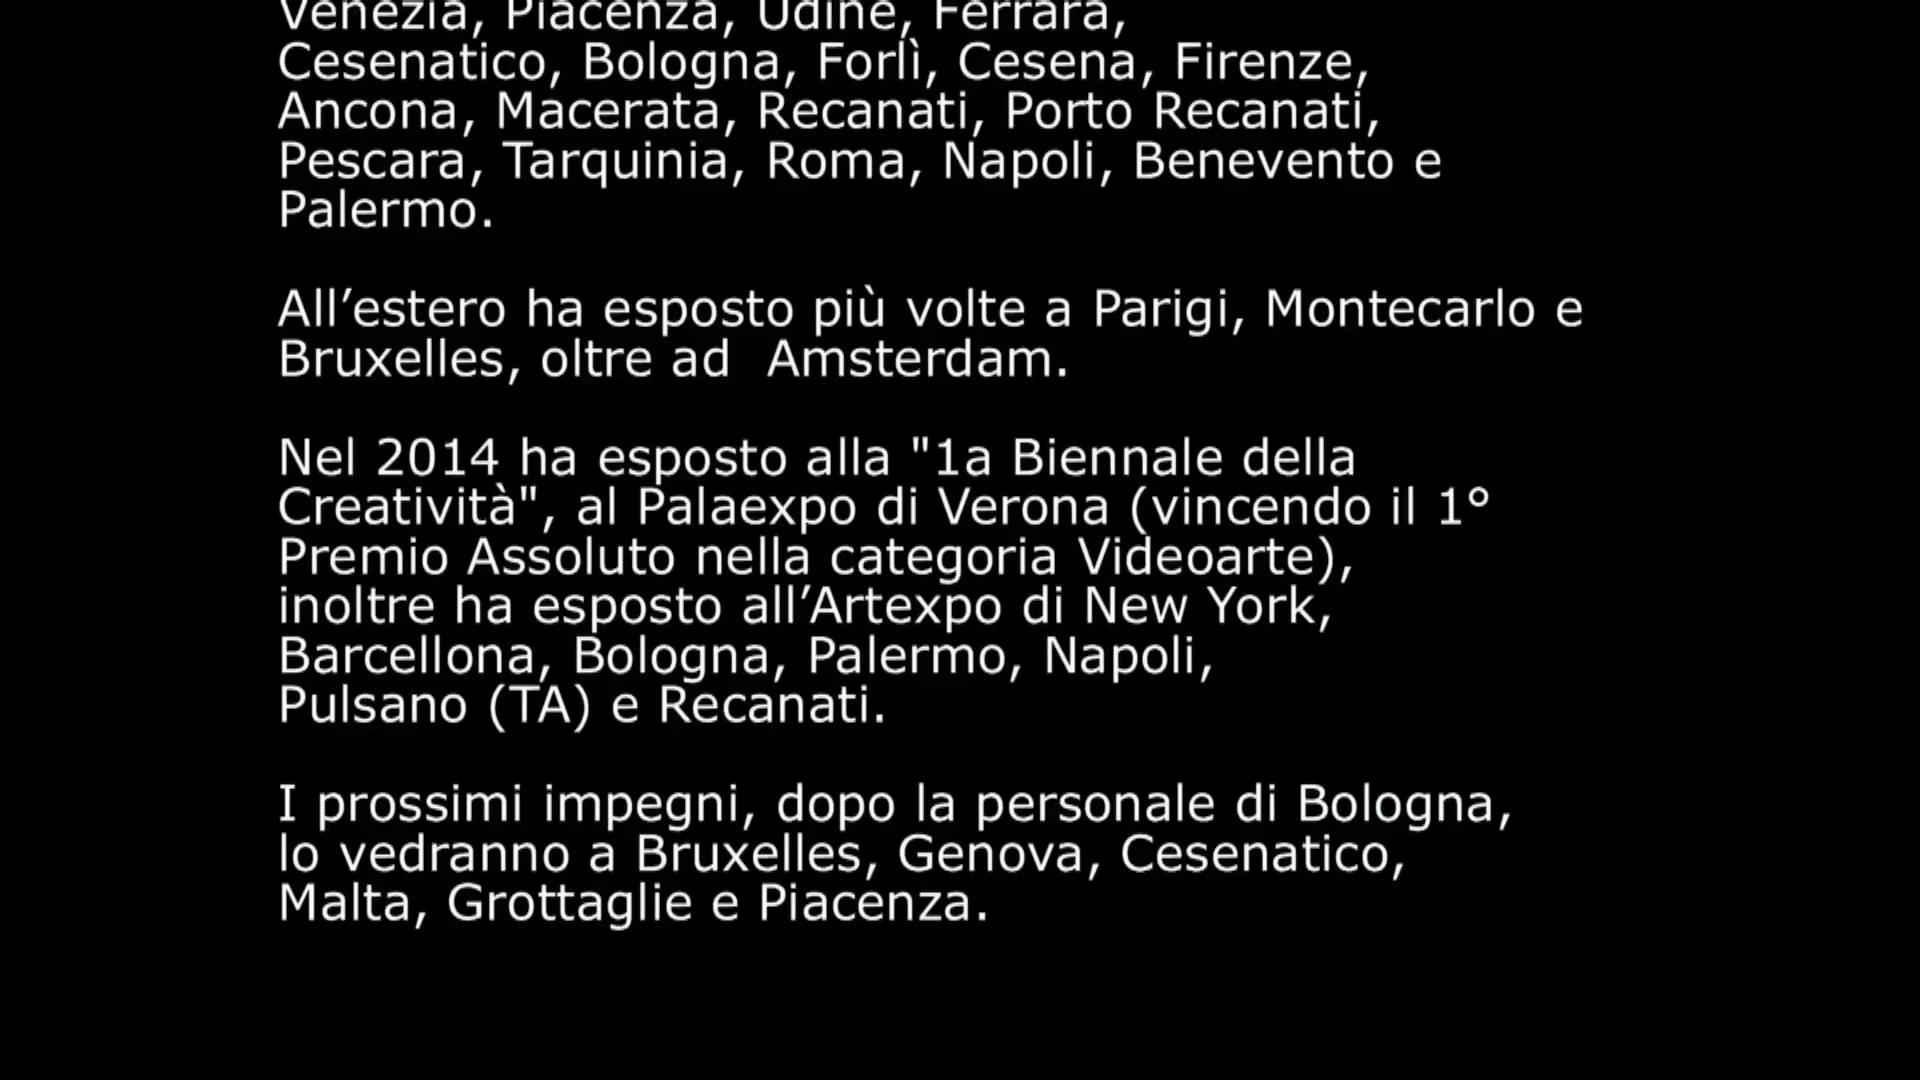 Venezia, Piacenza, Udine, Ferrara,
Cesenatico, Bologna, Forlì, Cesena, Firenze,
Ancona, Macerata, Recanati, Porto Recanati,
Pescara, Tarquinia, Roma, Napoli, Benevento e
Palermo.
All’estero ha esposto più volte a Parigi, Montecarlo e
Bruxelles, oltre ad  Amsterdam.
Nel 2014 ha esposto alla "1a Biennale della
Creatività", al Palaexpo di Verona (vincendo il 1°
Premio Assoluto nella categoria Videoarte),
inoltre ha esposto all’Artexpo di New York,
Barcellona, Bologna, Palermo, Napoli,
Pulsano (TA) e Recanati.
I prossimi impegni, dopo la personale di Bologna,
lo vedranno a Bruxelles, Genova, Cesenatico,
Malta, Grottaglie e Piacenza.